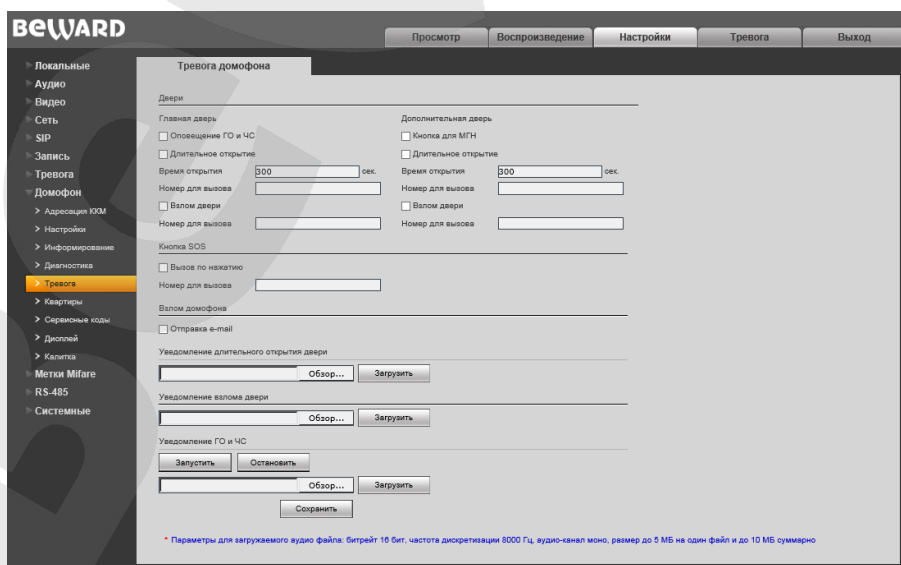 BEWARD
Просмотр Воспроизведение Настройки Тревога Выход
Локальные
Аудио
Видео
Сеть
SIP
Запись
Тревога
Домофон
Адресация ККМ
Настройки
Информирование
Диагностика
Тревога
Квартиры
Сервисные коды
Дисплей
Калитка
Метки Mifare
RS-485
Системные
Тревога домофона
Двери
Главная дверь Дополнительная дверь
Оповещение ГО и ЧС Кнопка для МГН
Длительное открытие Длительное открытие
Время открытия 300 сек. Время открытия 300 сек.
Номер для вызова Номер для вызова
Взлом двери Взлом двери
Номер для вызова Номер для вызова
Кнопка SOS
Вызов по нажатию
Номер для вызова
Взлом домофона
Отправка e-mail
Уведомление длительного открытия двери
Обзор... Загрузить
Уведомление взлома двери
Обзор... Загрузить
Уведомление ГО и ЧС
Запустить Остановить
Обзор... Загрузить
Сохранить
* Параметры для загружаемого аудио файла: битрейт 16 бит, частота дискретизации 8000 Гц, аудио-канал моно, размер до 5 МБ на один файл и до 10 МБ суммарно